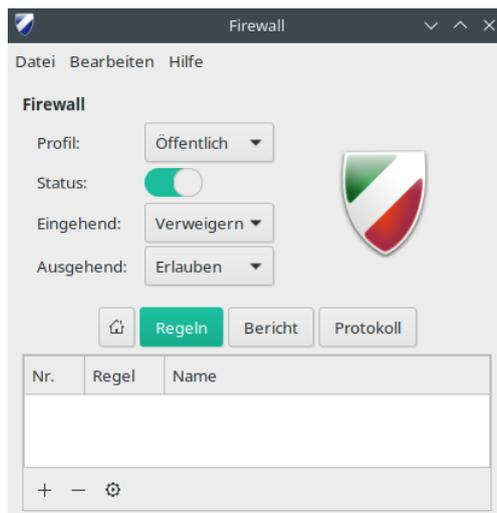 Firewall
Datei Bearbeiten Hilfe
Firewall
Profil: Öffentlich
Status:
Eingehend: Verweigern
Ausgehend: Erlauben
Regeln Bericht Protokoll
Nr. Regel Name